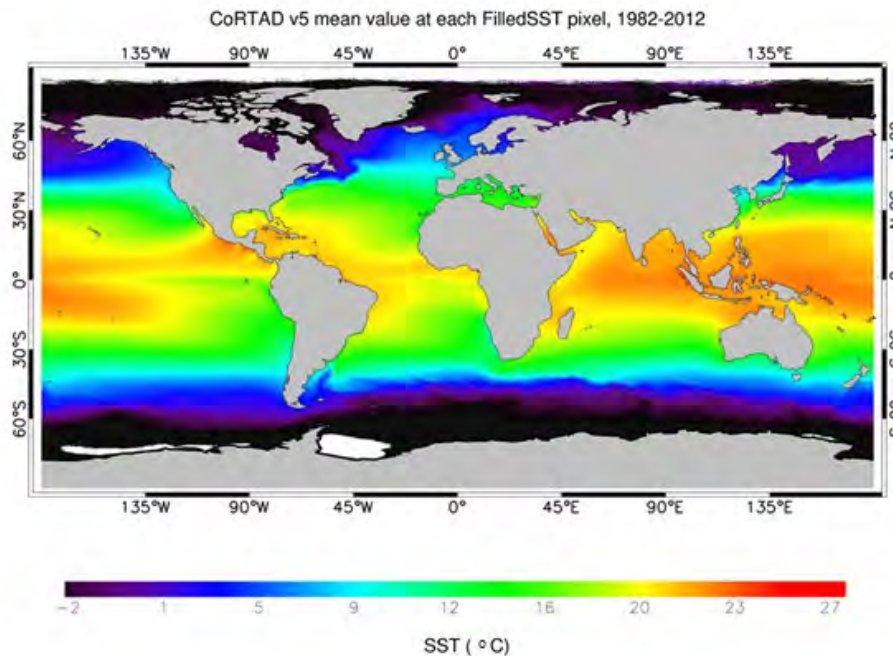 CoRTAD v5 mean value at each FilledSST pixel, 1982-2012
135°W 90°W 45°W 0° 45°E 90°E 135°E
60°N
30°N
0°
30°S
60°S
135°W 90°W 45°W 0° 45°E 90°E 135°E
-2 1 5 9 12 16 20 23 27
SST ( °C)